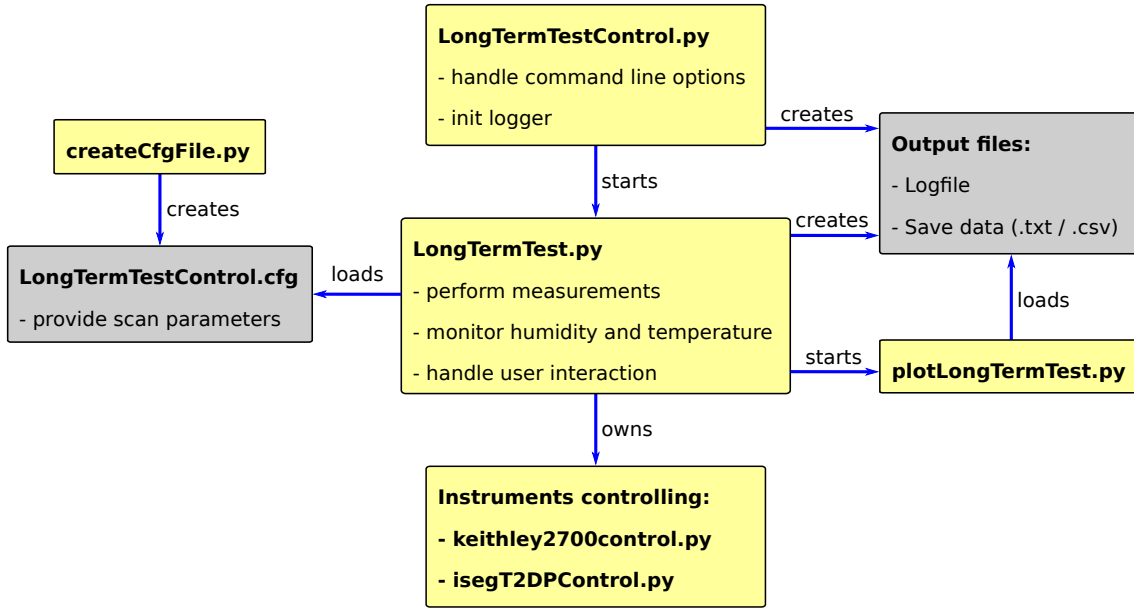 LongTermTestControl.py
- handle command line options
- init logger
creates
createCfgFile.py
Output files:
- Logfile
- Save data (.txt / .csv)
starts
creates
creates
LongTermTestControl.cfg
- provide scan parameters
loads
LongTermTest.py
- perform measurements
- monitor humidity and temperature
- handle user interaction
loads
starts
plotLongTermTest.py
owns
Instruments controlling:
- keithley2700control.py
- isegT2DPControl.py